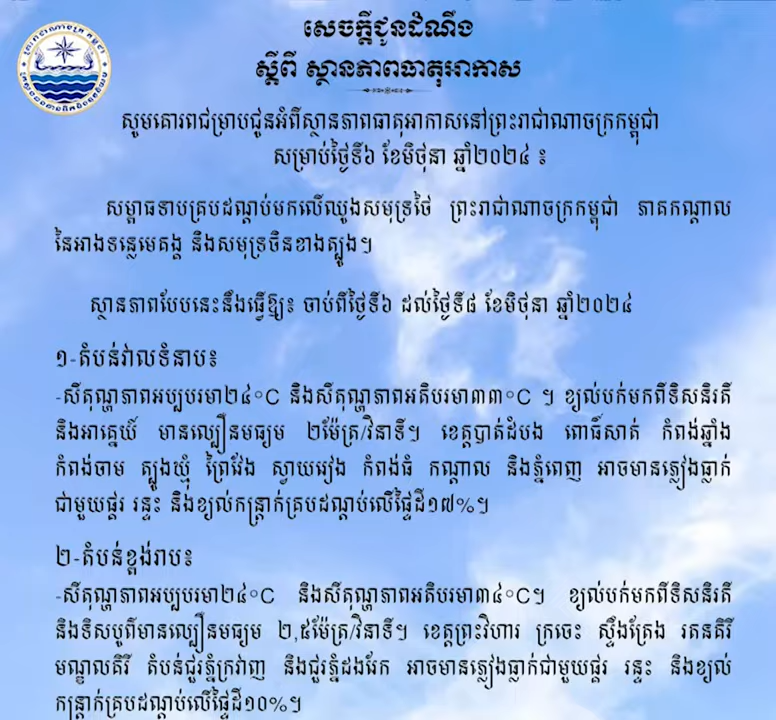 សេចក្តីជូនដំណឹង
ស្តីពី ស្ថានភាពធាតុអាកាស
សូមគោរពជម្រាបជូនអំពីស្ថានភាពធាតុអាកាសនៅព្រះរាជាណាចក្រកម្ពុជា
សម្រាប់ថ្ងៃទី៦ ខែមិថុនា ឆ្នាំ២០២៤ ៖
សម្ពាធទាបគ្របដណ្តប់មកលើឈូងសមុទ្រថៃ ព្រះរាជាណាចក្រកម្ពុជា ភាគកណ្តាល
នៃអាងទន្លេមេគង្គ និងសមុទ្រចិនខាងត្បូង។
ស្ថានភាពបែបនេះនឹងធ្វើឱ្យ៖ ចាប់ពីថ្ងៃទី៦ ដល់ថ្ងៃទី៨ ខែមិថុនា ឆ្នាំ២០២៤
១-តំបន់វាលទំនាប៖
-សីតុណ្ហភាពអប្បបរមា២៤°C និងសីតុណ្ហភាពអតិបរមា៣៣°C ។ ខ្យល់បក់មកពីទិសនិរតី
និងអាគ្នេយ៍ មានល្បឿនមធ្យម ២ម៉ែត្រ/វិនាទី។ ខេត្តបាត់ដំបង ពោធិ៍សាត់ កំពង់ឆ្នាំង
កំពង់ចាម ត្បូងឃ្មុំ ព្រៃវែង ស្វាយរៀង កំពង់ធំ កណ្តាល និងភ្នំពេញ អាចមានភ្លៀងធ្លាក់
ជាមួយផ្គរ រន្ទះ និងខ្យល់កន្ត្រាក់គ្របដណ្តប់លើផ្ទៃដី១៧%។
២-តំបន់ខ្ពង់រាប៖
-សីតុណ្ហភាពអប្បបរមា២៤°C និងសីតុណ្ហភាពអតិបរមា៣៤°C។ ខ្យល់បក់មកពីទិសនិរតី
និងទិសបូព៌មានល្បឿនមធ្យម ២,៥ម៉ែត្រ/វិនាទី។ ខេត្តព្រះវិហារ ក្រចេះ ស្ទឹងត្រែង រតនគិរី
មណ្ឌលគិរី តំបន់ជួរភ្នំក្រវាញ និងជួរភ្នំដងរែក អាចមានភ្លៀងធ្លាក់ជាមួយផ្គរ រន្ទះ និងខ្យល់
កន្ត្រាក់គ្របដណ្តប់លើផ្ទៃដី១០%។